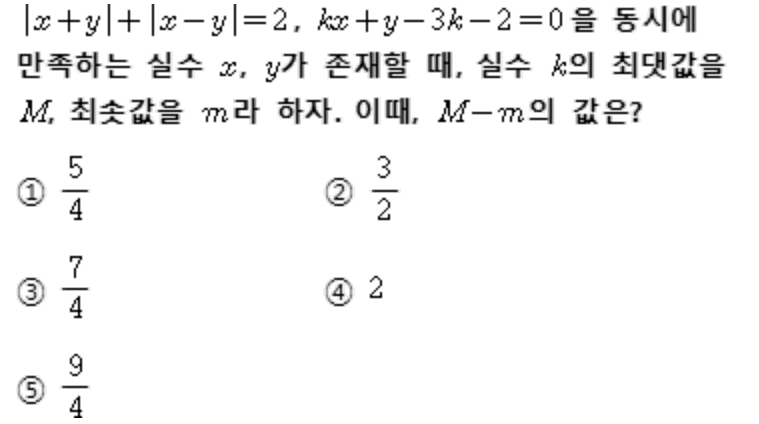 |x+y|+|x-y|=2, kx+y-3k-2=0을 동시에
만족하는 실수 x, y가 존재할 때, 실수 k의 최댓값을
M, 최솟값을 m라 하자. 이때, M-m의 값은?
① 5/4 ② 3/2
③ 7/4 ④ 2
⑤ 9/4